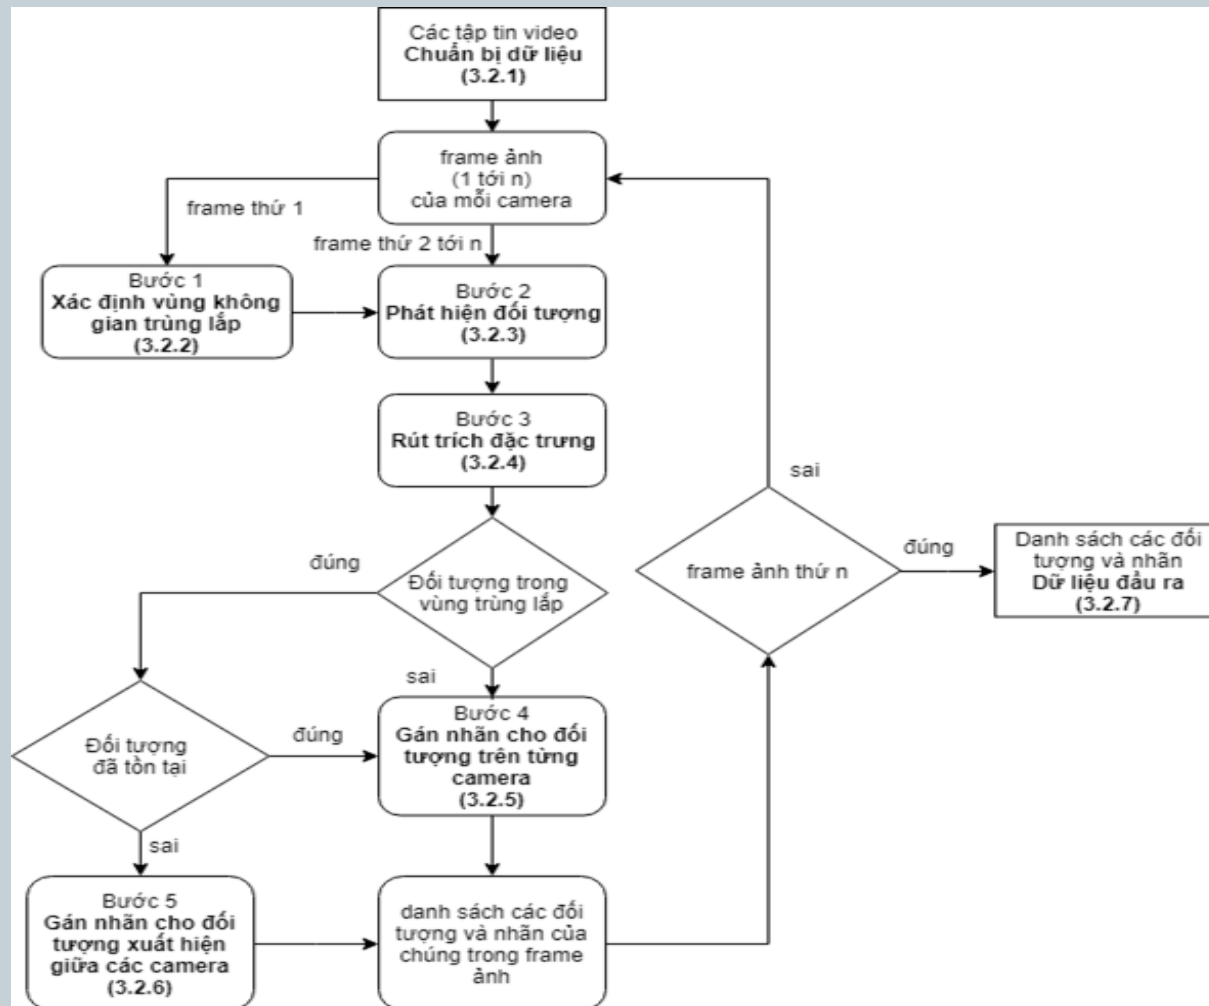 Các tập tin video
Chuẩn bị dữ liệu
(3.2.1)
frame ảnh
(1 tới n)
của mỗi camera
frame thứ 1
frame thứ 2 tới n
Bước 1
Xác định vùng không
gian trùng lắp
(3.2.2)
Bước 2
Phát hiện đối tượng
(3.2.3)
Bước 3
Rút trích đặc trưng
(3.2.4)
sai
đúng
Đối tượng trong
vùng trùng lắp
frame ảnh thứ n
đúng
Danh sách các đối
tượng và nhãn
Dữ liệu đầu ra
(3.2.7)
sai
Đối tượng
đã tồn tại
đúng
Bước 4
Gán nhãn cho đối
tượng trên từng
camera
(3.2.5)
sai
Bước 5
Gán nhãn cho đối
tượng xuất hiện
giữa các camera
(3.2.6)
danh sách các đối
tượng và nhãn của
chúng trong frame
ảnh